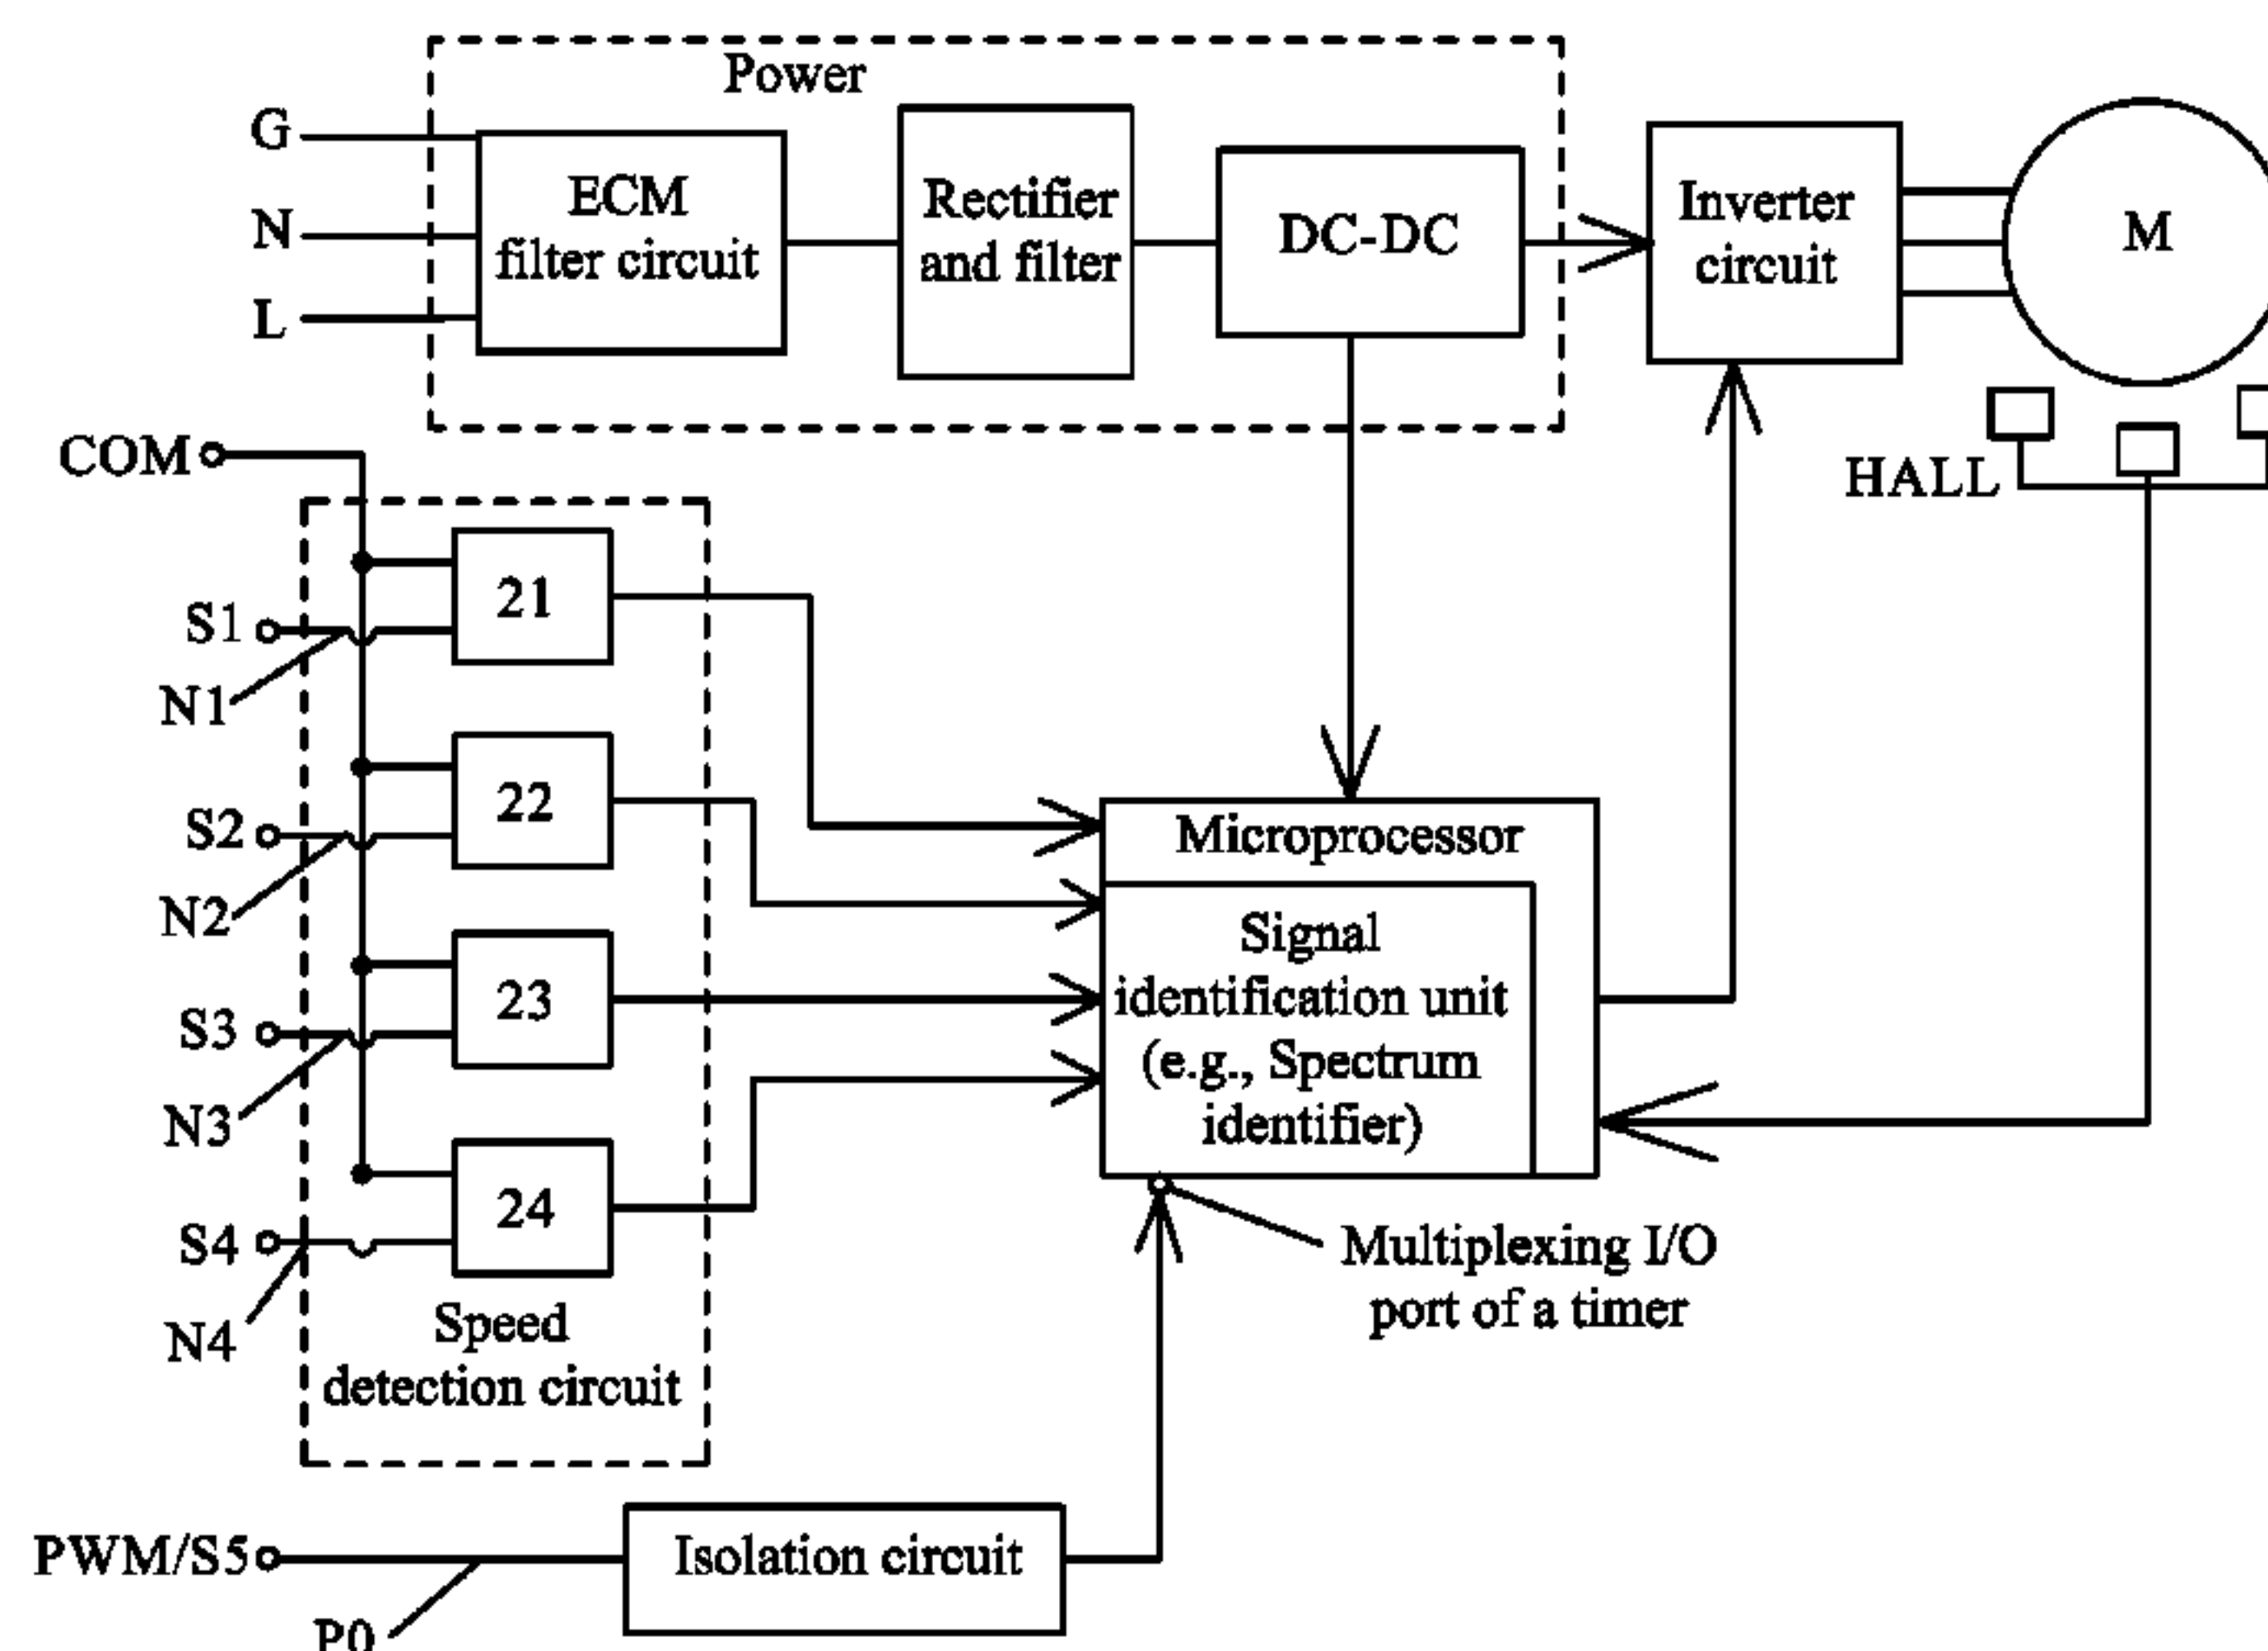 Power
G
N
L
ECM
filter circuit
Rectifier
and filter
DC-DC
Inverter
circuit
M
HALL
COM
S1
N1
S2
N2
S3
N3
S4
N4
21
22
23
24
Speed
detection circuit
Microprocessor
Signal
identification unit
(e.g., Spectrum
identifier)
Multiplexing I/O
port of a timer
PWM/S5
Isolation circuit
P0